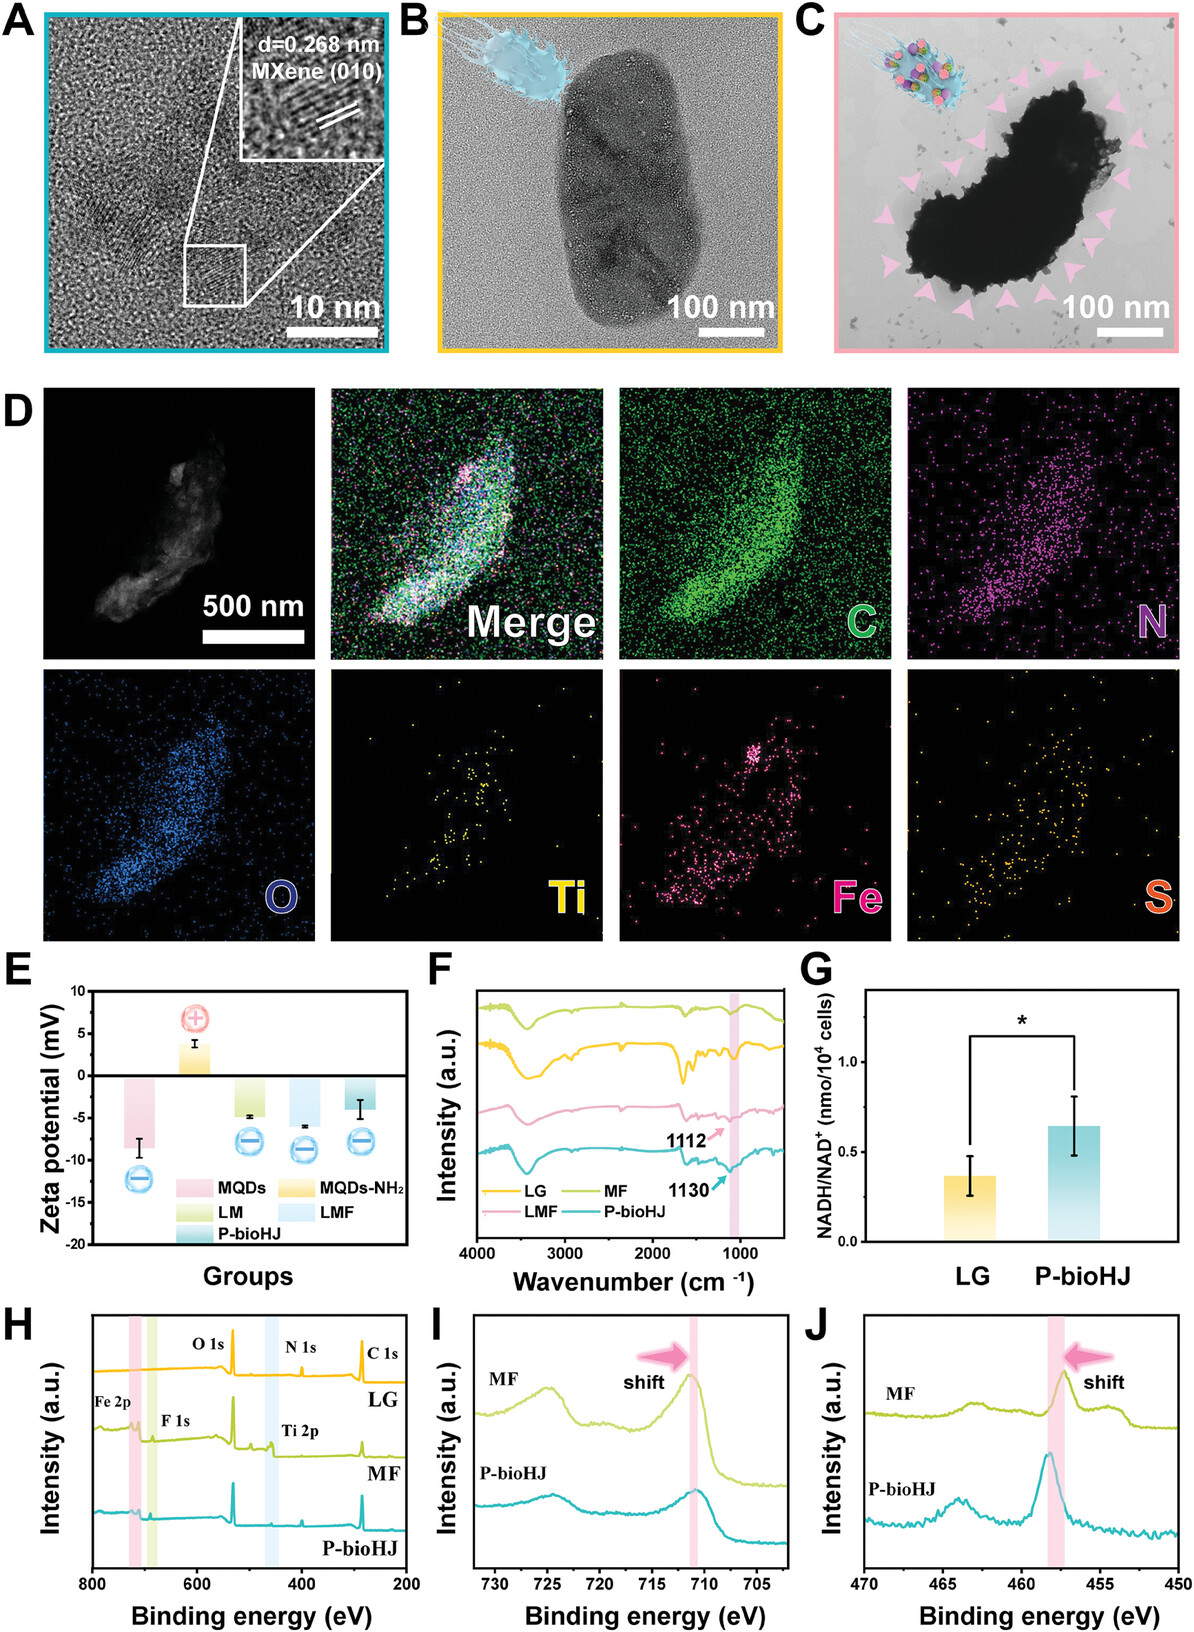 A
d=0.268 nm
MXene (010)
10 nm
B
100 nm
C
100 nm
D
500 nm
Merge
C
N
O
Ti
Fe
S
E
Zeta potential (mV)
10
5
0
-5
-10
-15
-20
MQDs
MQDs-NH2
LM
LMF
P-bioHJ
Groups
F
Intensity (a.u.)
1112
1130
LG
MF
LMF
P-bioHJ
4000
3000
2000
1000
Wavenumber (cm -1)
G
NADH/NAD+ (nmo/104 cells)
1.0
0.5
0.0
*
LG
P-bioHJ
H
Intensity (a.u.)
O 1s
N 1s
C 1s
LG
Fe 2p
F 1s
Ti 2p
MF
P-bioHJ
800
600
400
200
Binding energy (eV)
I
Intensity (a.u.)
MF
shift
P-bioHJ
730
725
720
715
710
705
Binding energy (eV)
J
Intensity (a.u.)
MF
shift
P-bioHJ
470
465
460
455
450
Binding energy (eV)